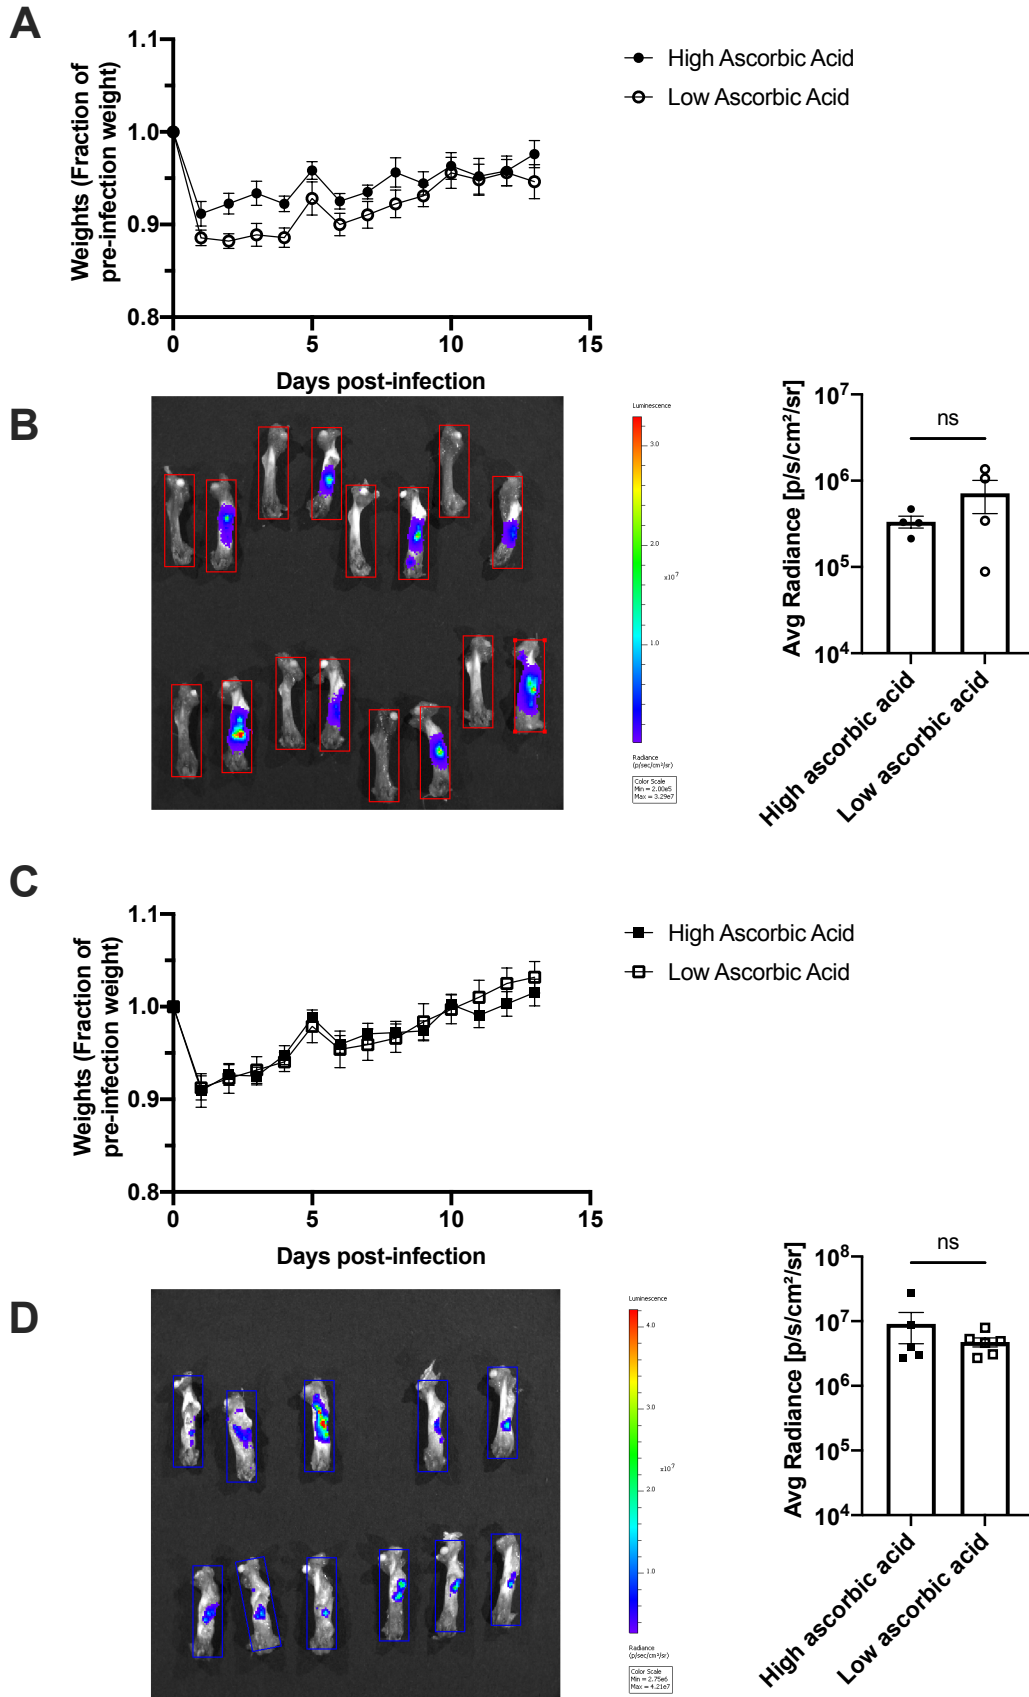 A
1.1
1.0
0.9
0.8
Weights (Fraction of
pre-infection weight)
0
5
10
15
Days post-infection
High Ascorbic Acid
Low Ascorbic Acid
B
Luminescence
3.0
2.0
x10⁷
1.0
Radiance
(p/sec/cm²/sr)
Color Scale
Min = 2.00e5
Max = 3.29e7
Avg Radiance [p/s/cm²/sr]
10⁷
10⁶
10⁵
10⁴
ns
High ascorbic acid
Low ascorbic acid
C
1.1
1.0
0.9
0.8
Weights (Fraction of
pre-infection weight)
0
5
10
15
Days post-infection
High Ascorbic Acid
Low Ascorbic Acid
D
Luminescence
4.0
3.0
x10⁷
2.0
1.0
Radiance
(p/sec/cm²/sr)
Color Scale
Min = 2.75e6
Max = 4.21e7
Avg Radiance [p/s/cm²/sr]
10⁸
10⁷
10⁶
10⁵
10⁴
ns
High ascorbic acid
Low ascorbic acid